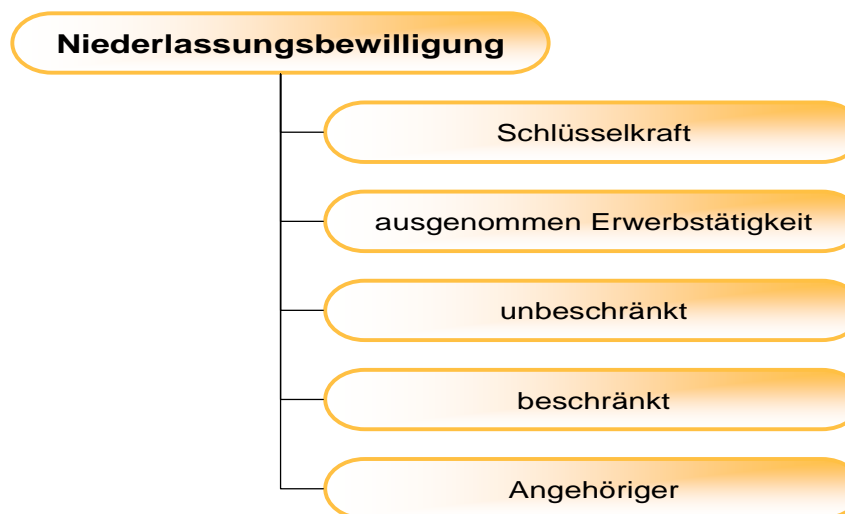 Niederlassungsbewilligung
Schlüsselkraft
ausgenommen Erwerbstätigkeit
unbeschränkt
beschränkt
Angehöriger